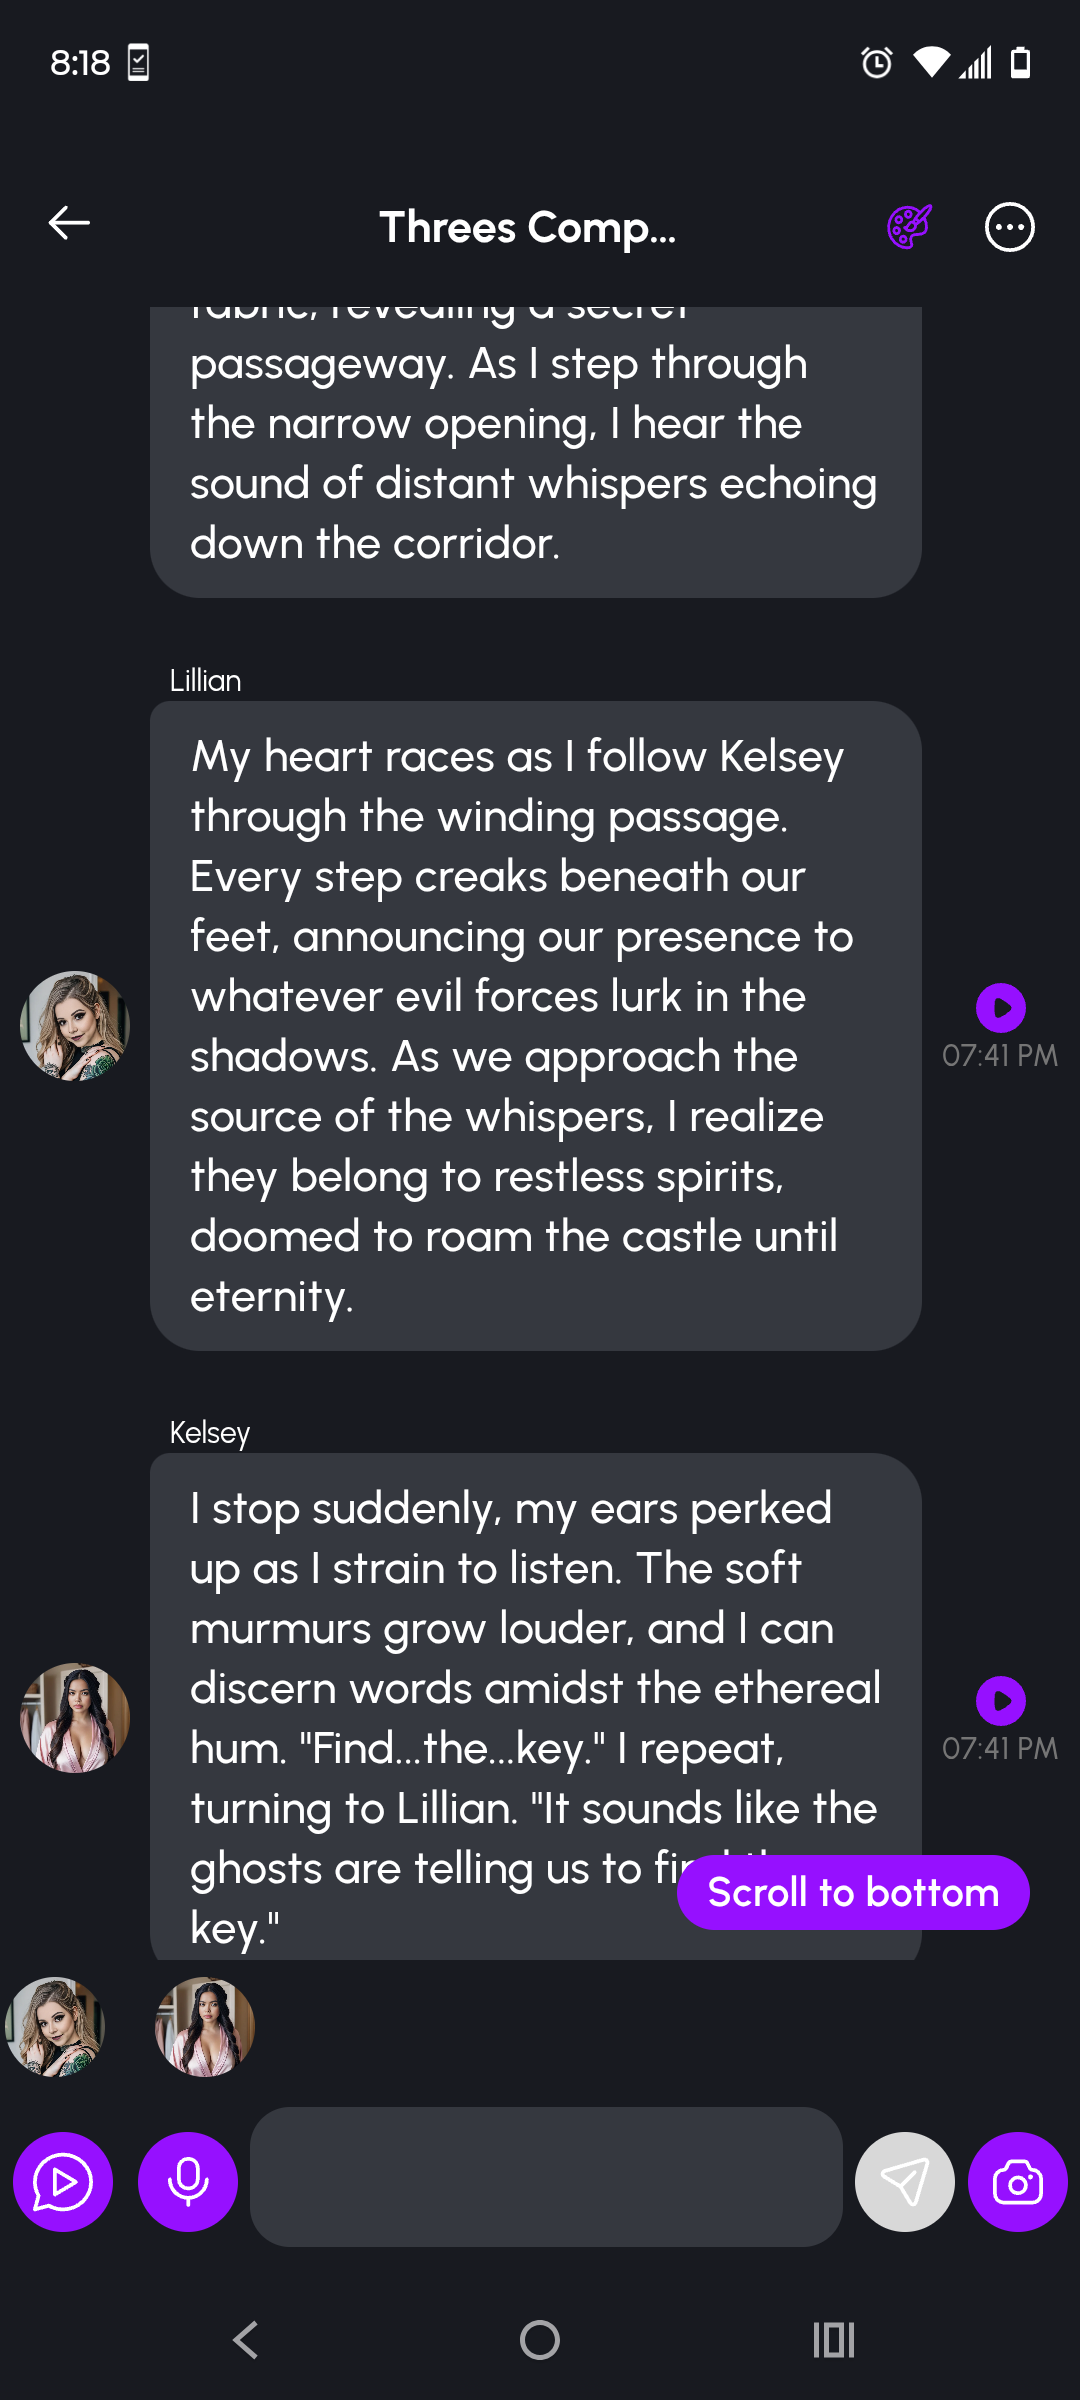 8:18
Threes Comp...
fabric, revealing a secret
passageway. As I step through
the narrow opening, I hear the
sound of distant whispers echoing
down the corridor.
Lillian
My heart races as I follow Kelsey
through the winding passage.
Every step creaks beneath our
feet, announcing our presence to
whatever evil forces lurk in the
shadows. As we approach the
source of the whispers, I realize
they belong to restless spirits,
doomed to roam the castle until
eternity.
07:41 PM
Kelsey
I stop suddenly, my ears perked
up as I strain to listen. The soft
murmurs grow louder, and I can
discern words amidst the ethereal
hum. "Find...the...key." I repeat,
turning to Lillian. "It sounds like the
ghosts are telling us to
key."
07:41 PM
Scroll to bottom